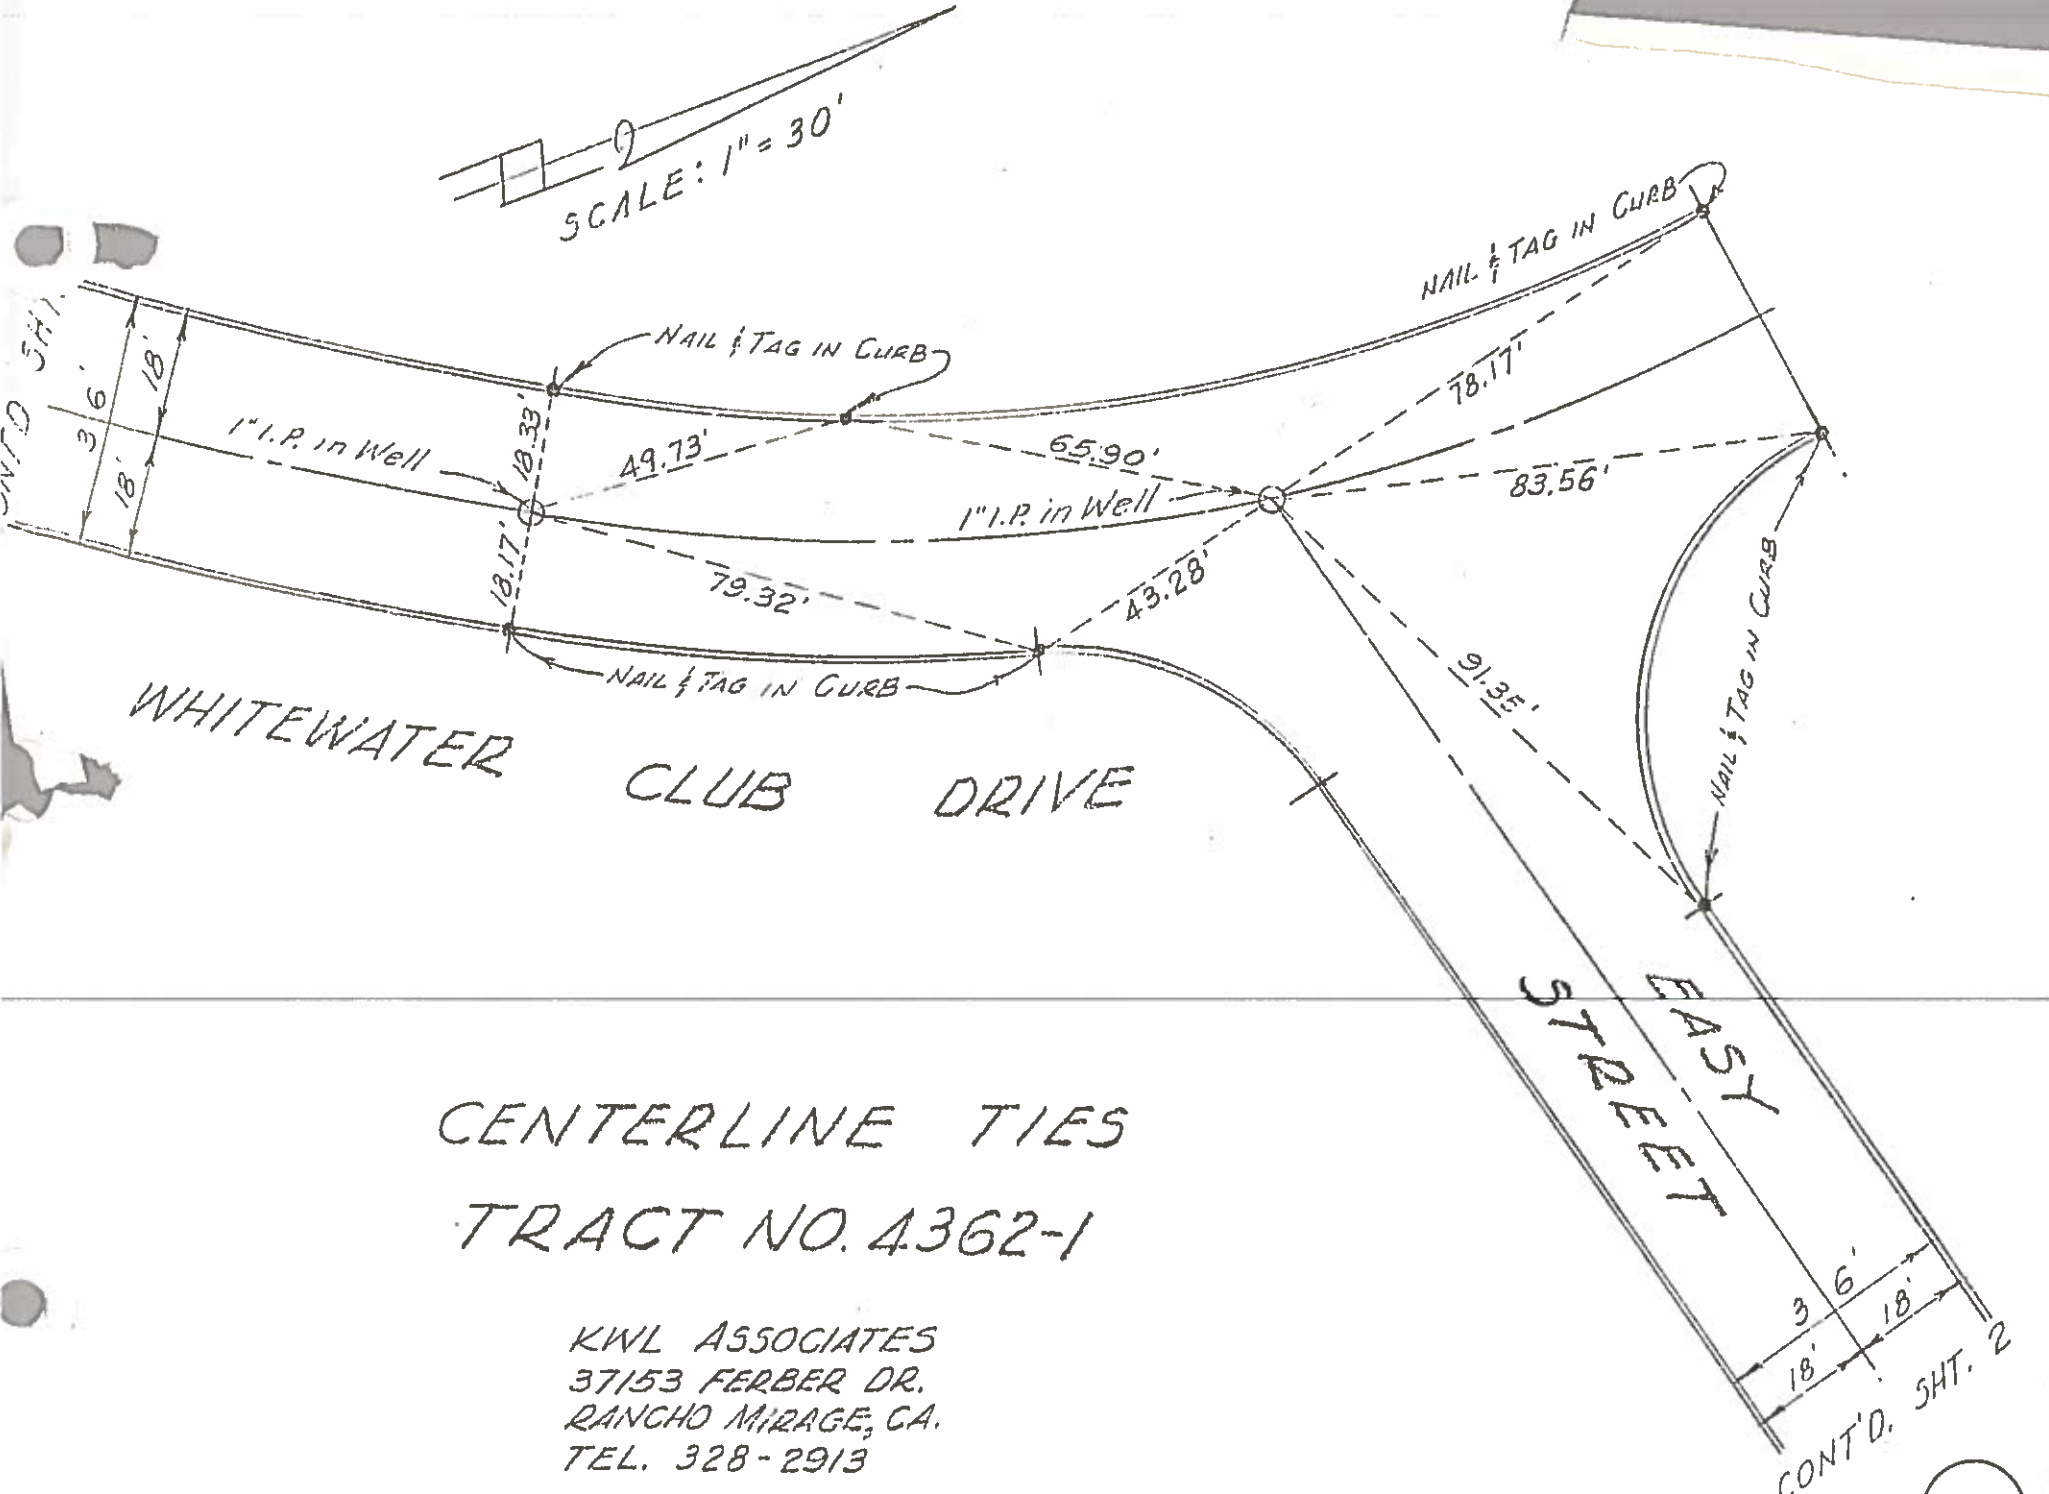 SCALE: 1" = 30'
NAIL & TAG IN CURB
NAIL & TAG IN CURB
SHT.
36'
18'
18'
1" I.P. in Well
18.33'
18.17'
49.73'
65.90'
78.17'
83.56'
1" I.P. in Well
79.32'
43.28'
91.35'
NAIL & TAG IN CURB
NAIL & TAG IN CURB
WHITEWATER CLUB DRIVE
EASY
STREET
CENTERLINE TIES
TRACT NO. 4362-1
KWL ASSOCIATES
37153 FERBER DR.
RANCHO MIRAGE, CA.
TEL. 328-2913
36'
18'
18'
CONT'D. SHT. 2